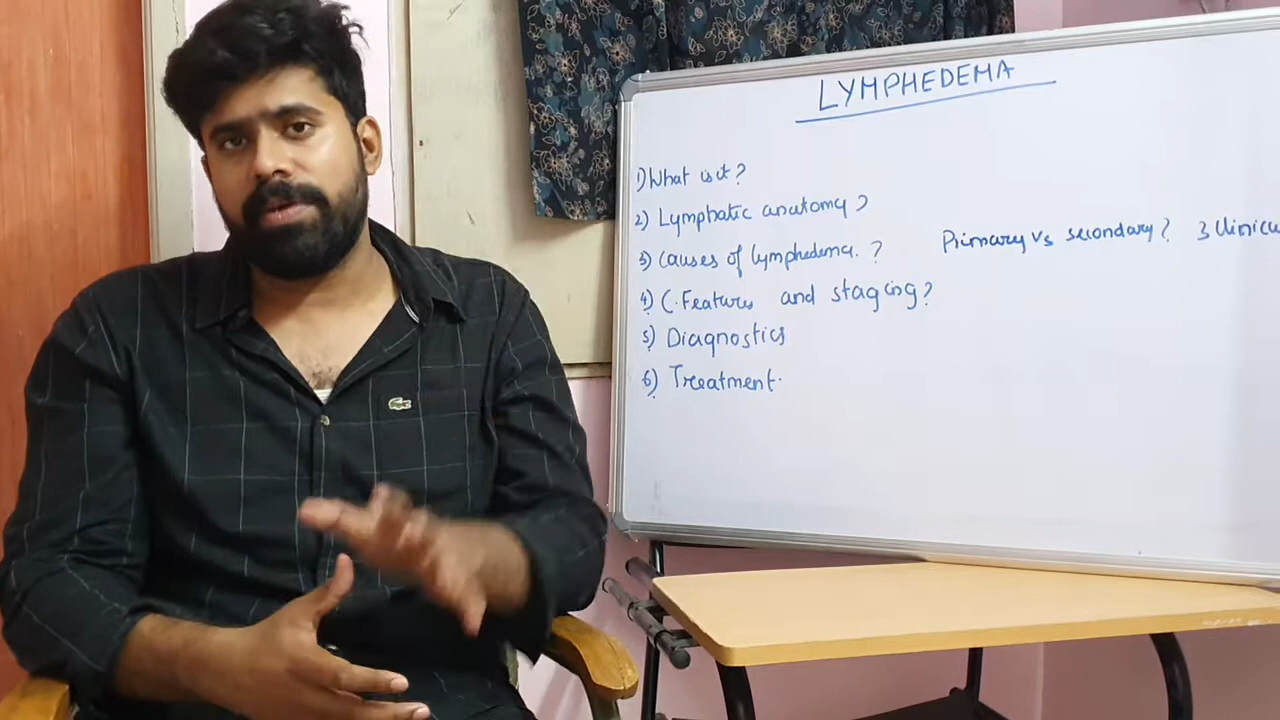 LYMPHEDEMA
1) What is it?
2) Lymphatic anatomy?
3) Causes of lymphedema. ? Primary Vs secondary? 3
4) C. Features and staging?
5) Diagnostics
6) Treatment.